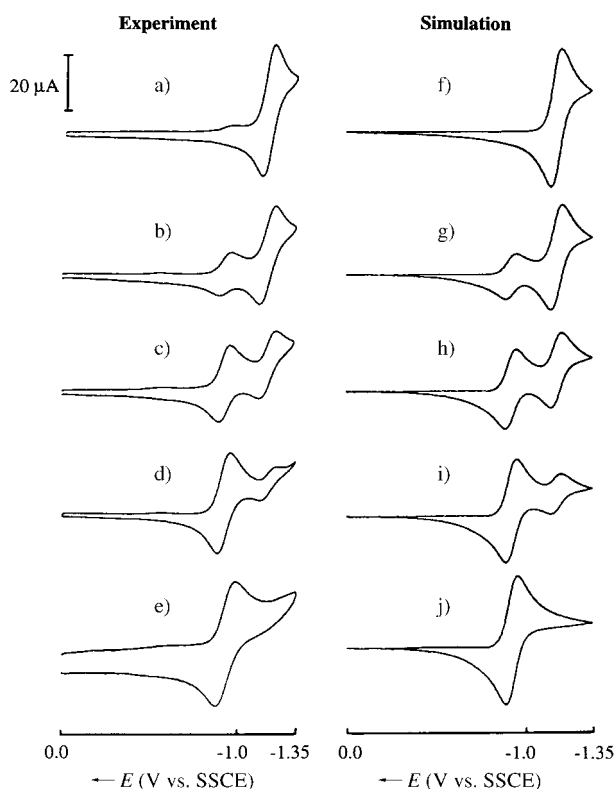 Experiment Simulation
20 μA
a) f)
b) g)
c) h)
d) i)
e) j)
0.0 -1.0 -1.35 0.0 -1.0 -1.35
← E (V vs. SSCE) ← E (V vs. SSCE)